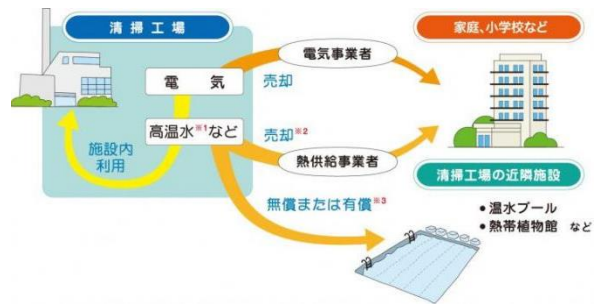 清掃工場
家庭、小学校など
電気事業者
電気
売却
高温水※1など
売却※2
熱供給事業者
施設内
利用
清掃工場の近隣施設
無償または有償※3
●温水プール
●熱帯植物館 など